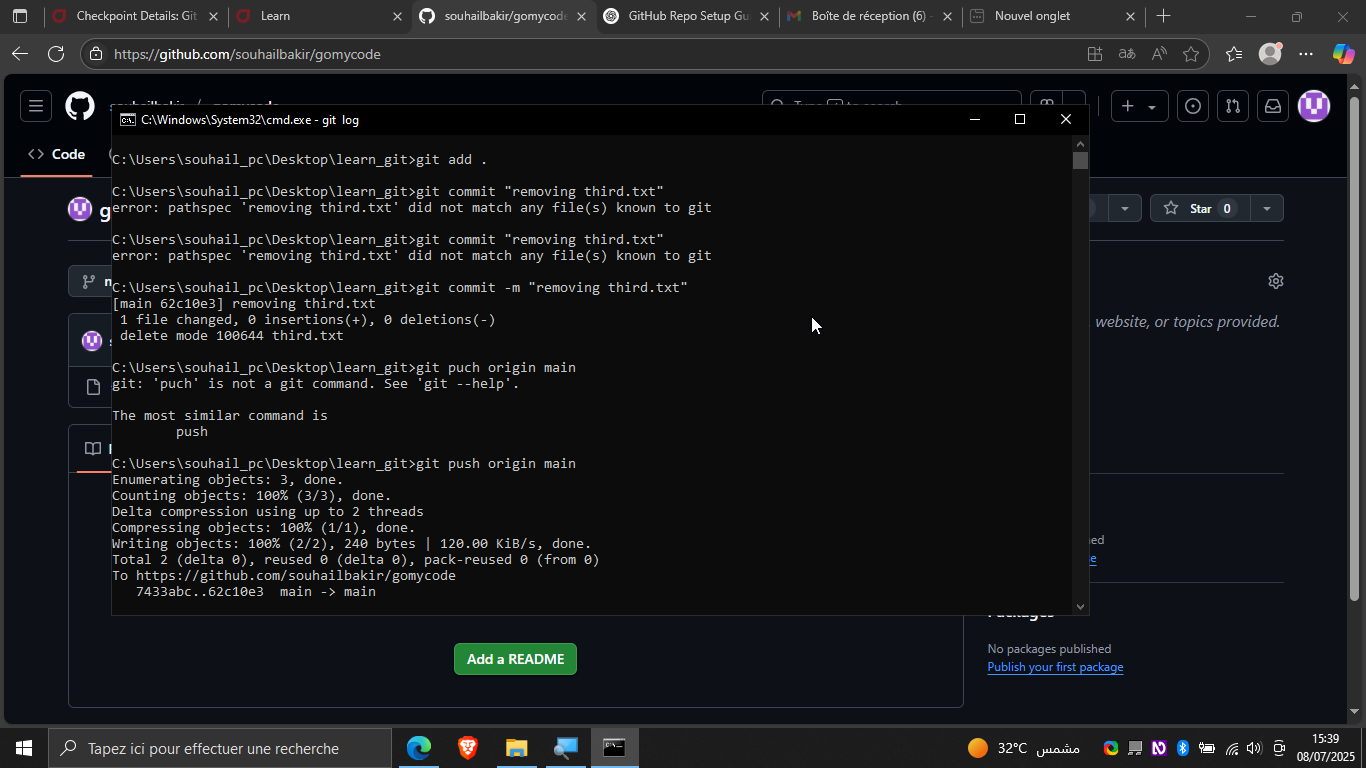 Checkpoint Details: Git
Learn
souhailbakir/gomycode
GitHub Repo Setup Gu
Boîte de réception (6) -
Nouvel onglet
https://github.com/souhailbakir/gomycode
C:\Windows\System32\cmd.exe - git log
Code
C:\Users\souhail_pc\Desktop\learn_git>git add .
C:\Users\souhail_pc\Desktop\learn_git>git commit "removing third.txt"
error: pathspec 'removing third.txt' did not match any file(s) known to git
Star 0
C:\Users\souhail_pc\Desktop\learn_git>git commit "removing third.txt"
error: pathspec 'removing third.txt' did not match any file(s) known to git
C:\Users\souhail_pc\Desktop\learn_git>git commit -m "removing third.txt"
[main 62c10e3] removing third.txt
1 file changed, 0 insertions(+), 0 deletions(-)
delete mode 100644 third.txt
website, or topics provided.
C:\Users\souhail_pc\Desktop\learn_git>git puch origin main
git: 'puch' is not a git command. See 'git --help'.
The most similar command is
push
C:\Users\souhail_pc\Desktop\learn_git>git push origin main
Enumerating objects: 3, done.
Counting objects: 100% (3/3), done.
Delta compression using up to 2 threads
Compressing objects: 100% (1/1), done.
Writing objects: 100% (2/2), 240 bytes | 120.00 KiB/s, done.
Total 2 (delta 0), reused 0 (delta 0), pack-reused 0 (from 0)
To https://github.com/souhailbakir/gomycode
7433abc..62c10e3 main -> main
Add a README
No packages published
Publish your first package
Tapez ici pour effectuer une recherche
32°C مشمس
15:39
08/07/2025